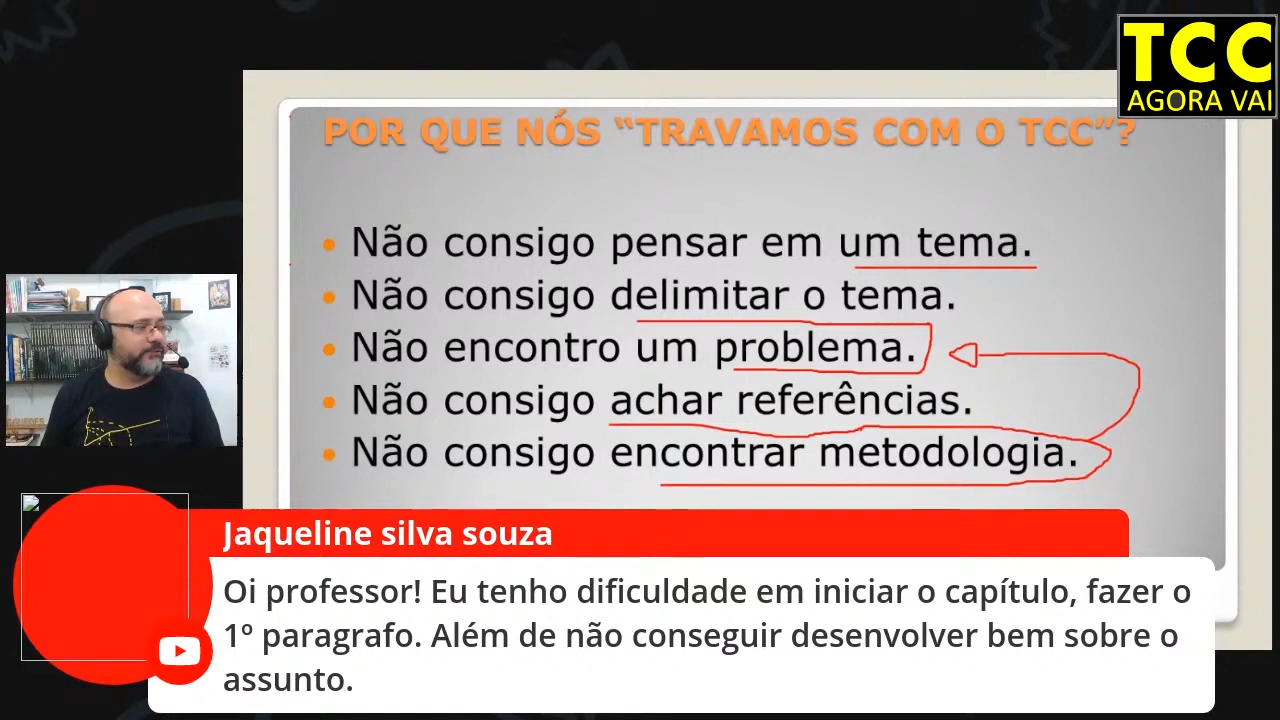 TCC
AGORA VAI
POR QUE NÓS “TRAVAMOS COM O TCC”?
• Não consigo pensar em um tema.
• Não consigo delimitar o tema.
• Não encontro um problema.
• Não consigo achar referências.
• Não consigo encontrar metodologia.
Jaqueline silva souza
Oi professor! Eu tenho dificuldade em iniciar o capítulo, fazer o
1º paragrafo. Além de não conseguir desenvolver bem sobre o
assunto.